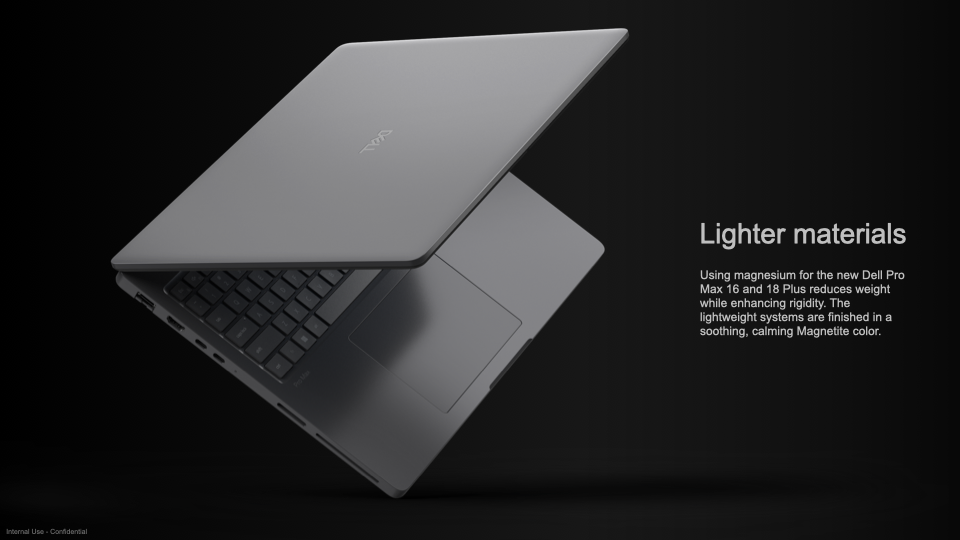 DELL
Lighter materials
Using magnesium for the new Dell Pro
Max 16 and 18 Plus reduces weight
while enhancing rigidity. The
lightweight systems are finished in a
soothing, calming Magnetite color.
Internal Use - Confidential